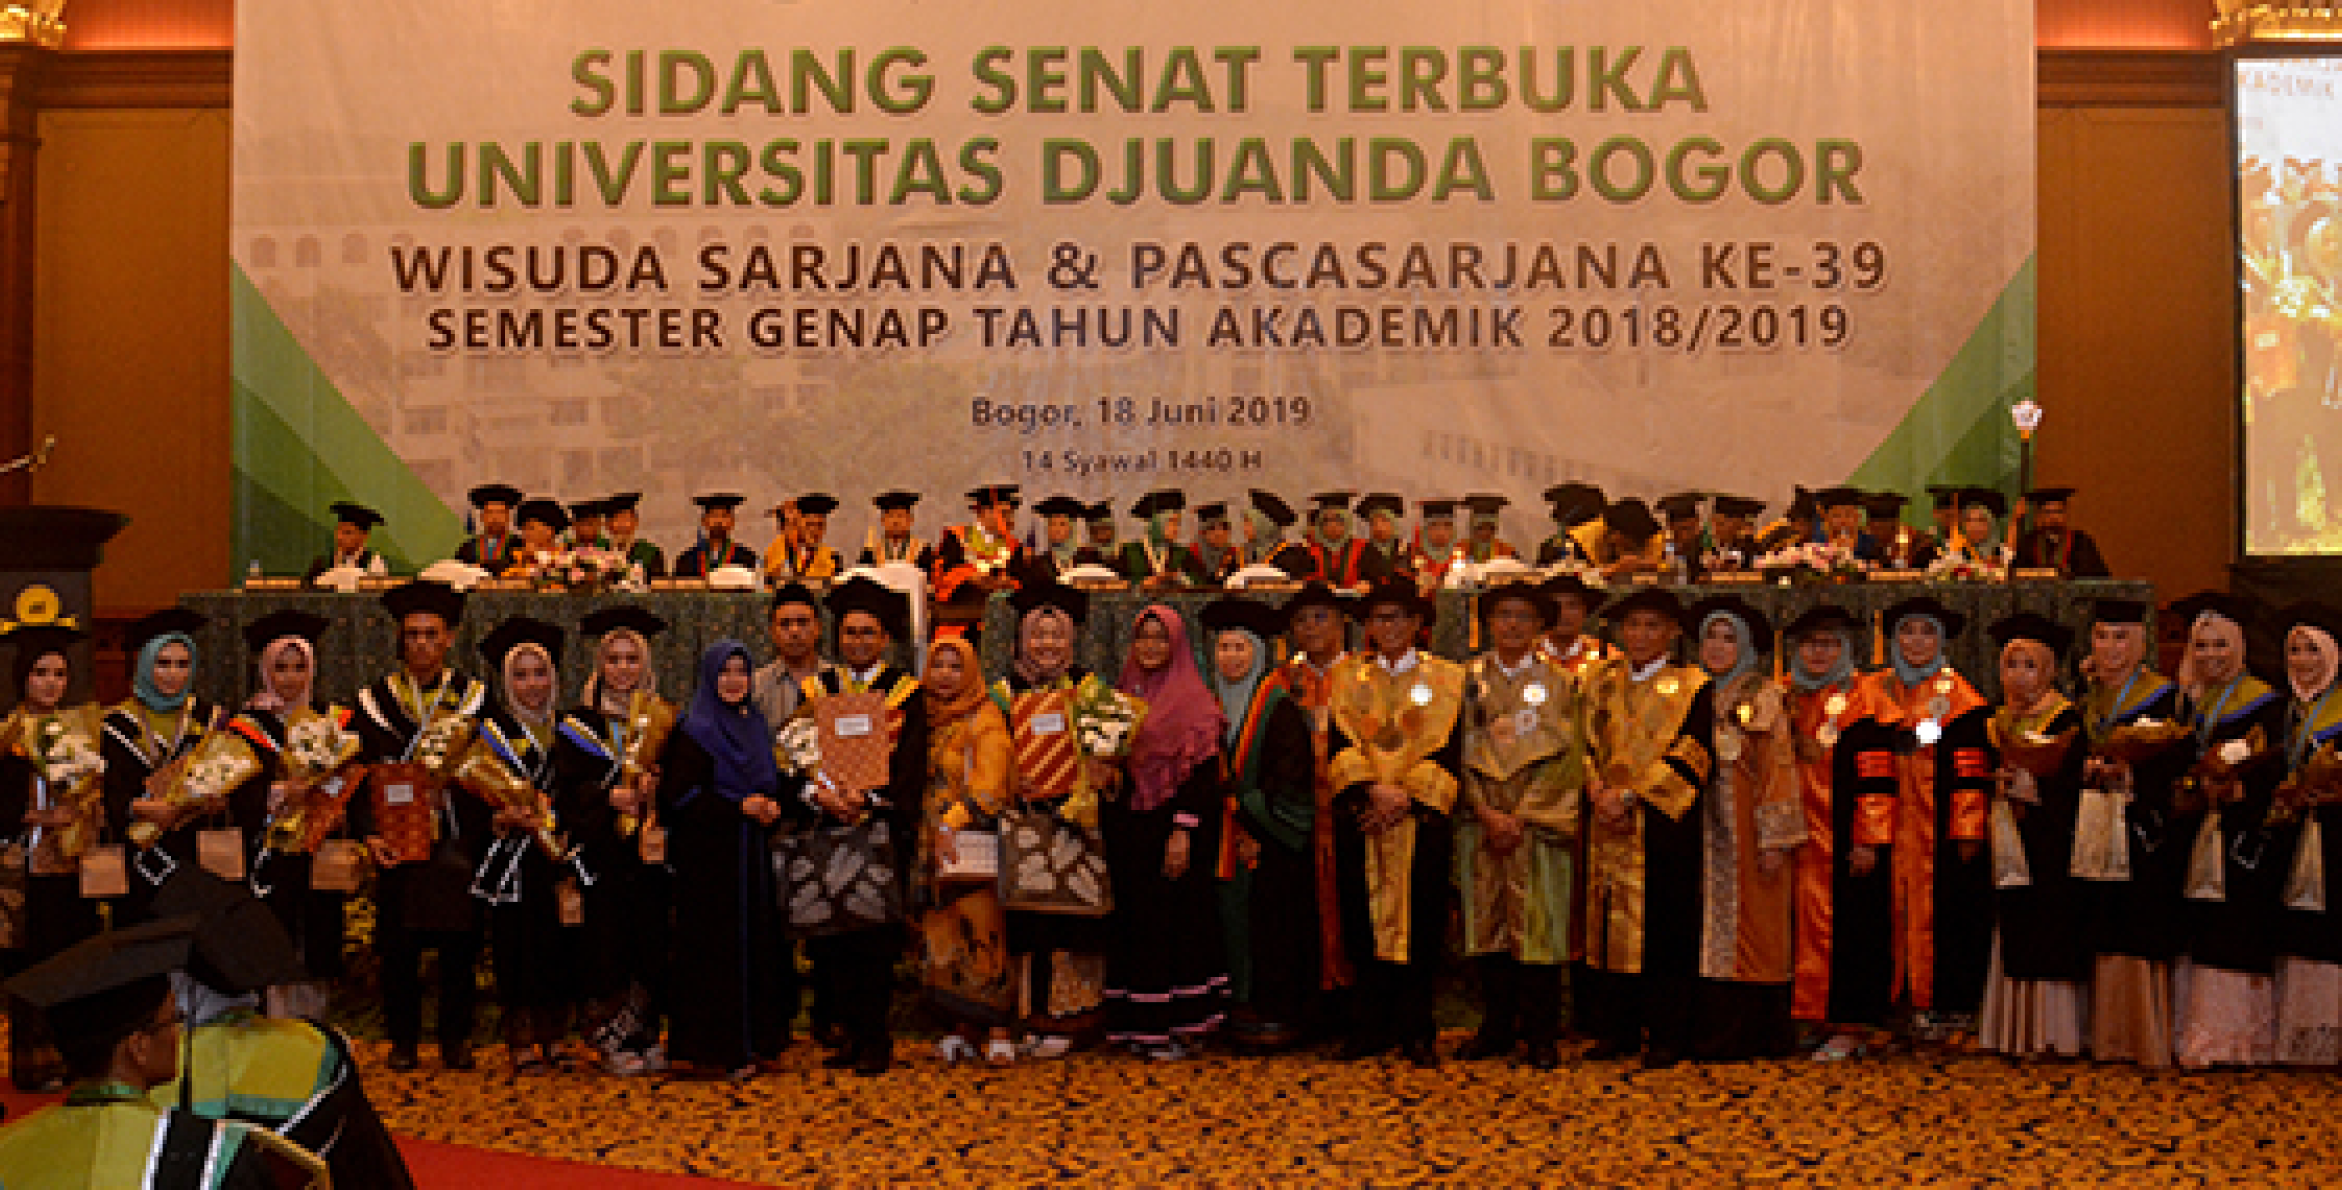 SIDANG SENAT TERBUKA
UNIVERSITAS DJUANDA BOGOR
WISUDA SARJANA & PASCASARJANA KE-39
SEMESTER GENAP TAHUN AKADEMIK 2018/2019
Bogor, 18 Juni 2019
14 Syawal 1440 H